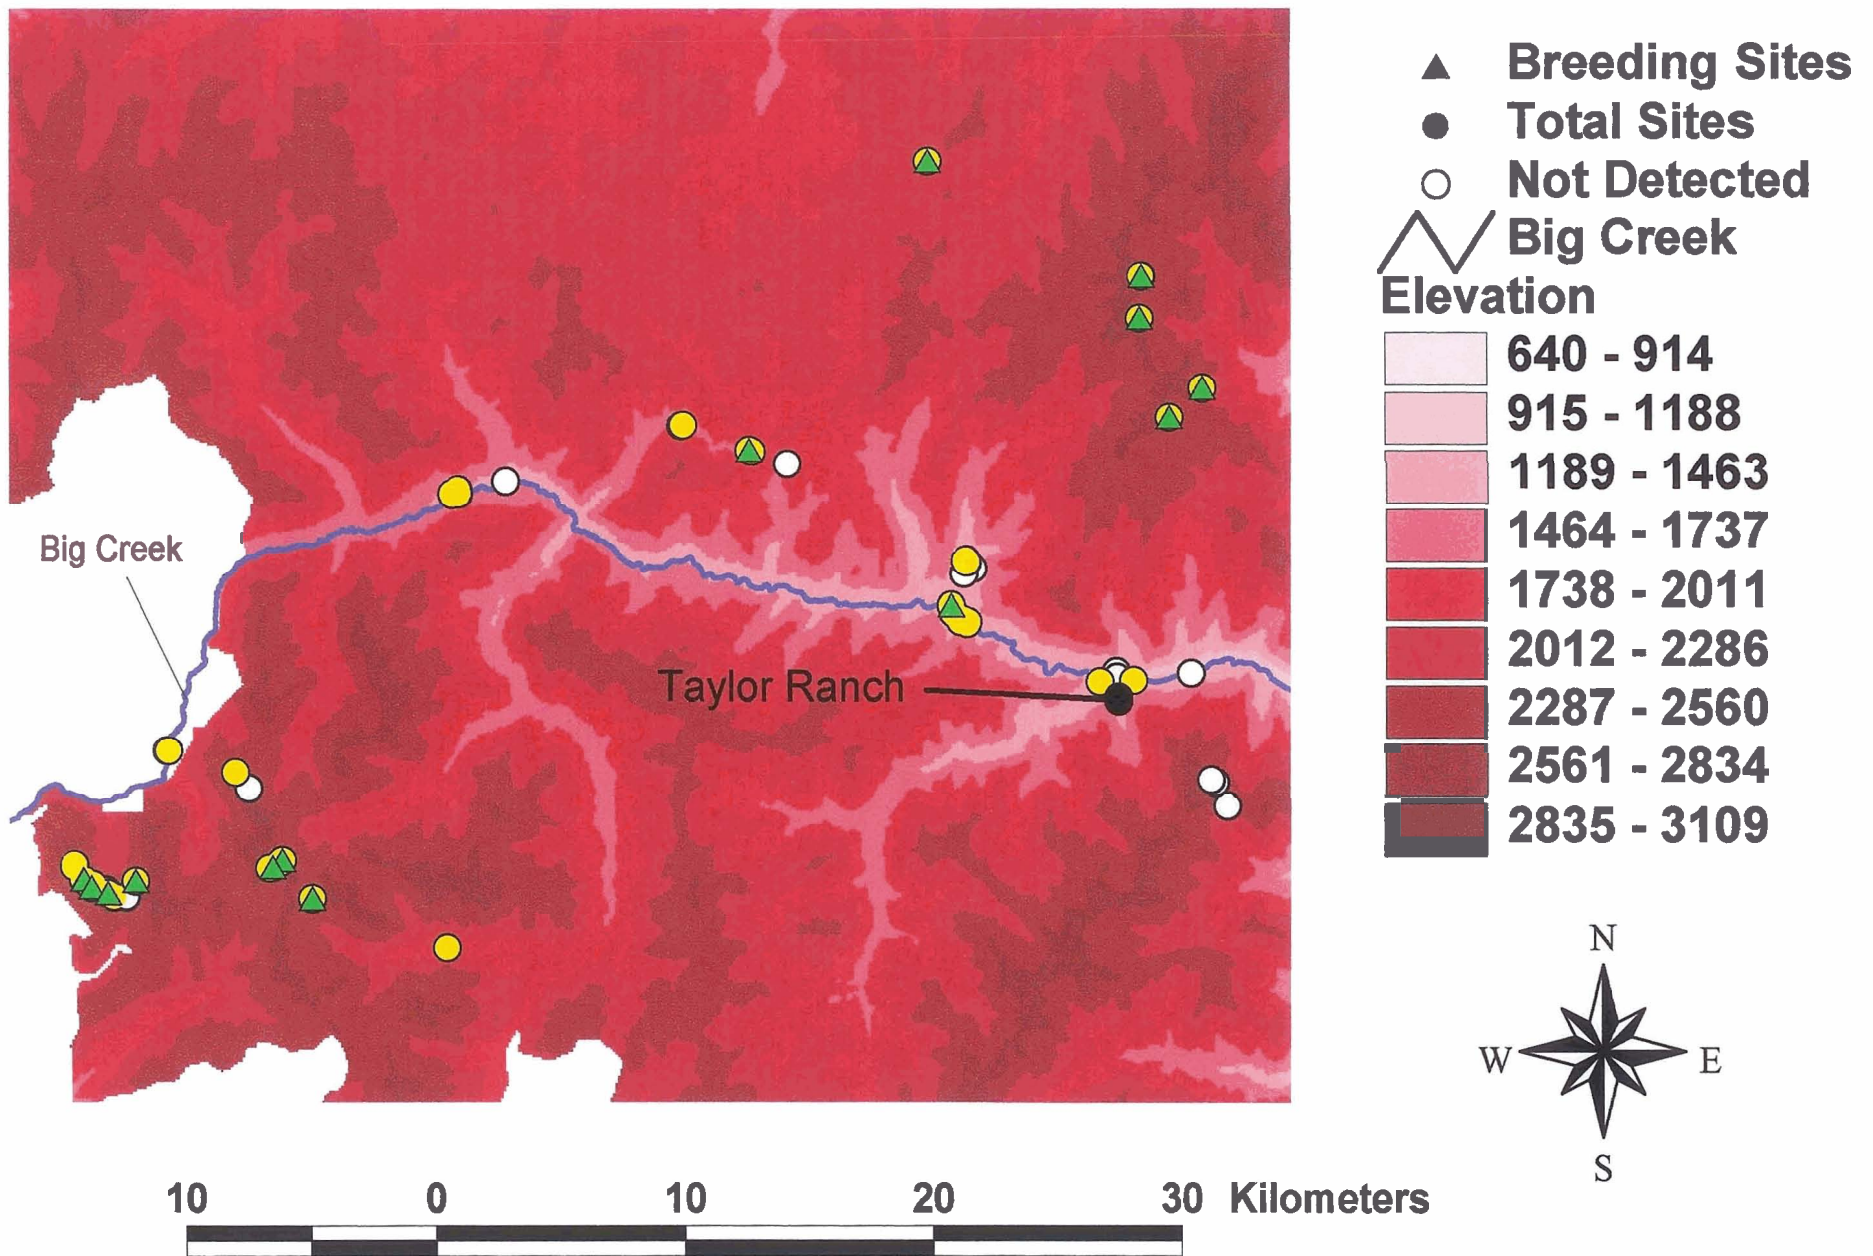 Breeding Sites
Total Sites
Not Detected
Big Creek
Elevation
640 - 914
915 - 1188
1189 - 1463
1464 - 1737
1738 - 2011
2012 - 2286
2287 - 2560
2561 - 2834
2835 - 3109
Big Creek
Taylor Ranch
N
W E
S
10 0 10 20 30 Kilometers